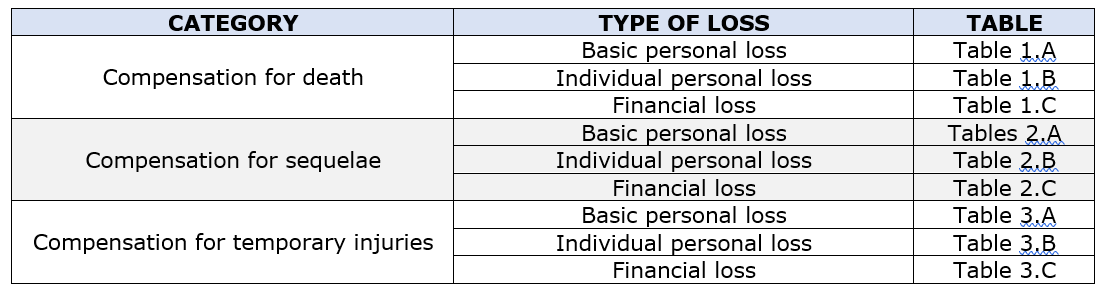 CATEGORY TYPE OF LOSS TABLE
Compensation for death
Basic personal loss Table 1.A
Individual personal loss Table 1.B
Financial loss Table 1.C
Compensation for sequelae
Basic personal loss Tables 2.A
Individual personal loss Table 2.B
Financial loss Table 2.C
Compensation for temporary injuries
Basic personal loss Table 3.A
Individual personal loss Table 3.B
Financial loss Table 3.C